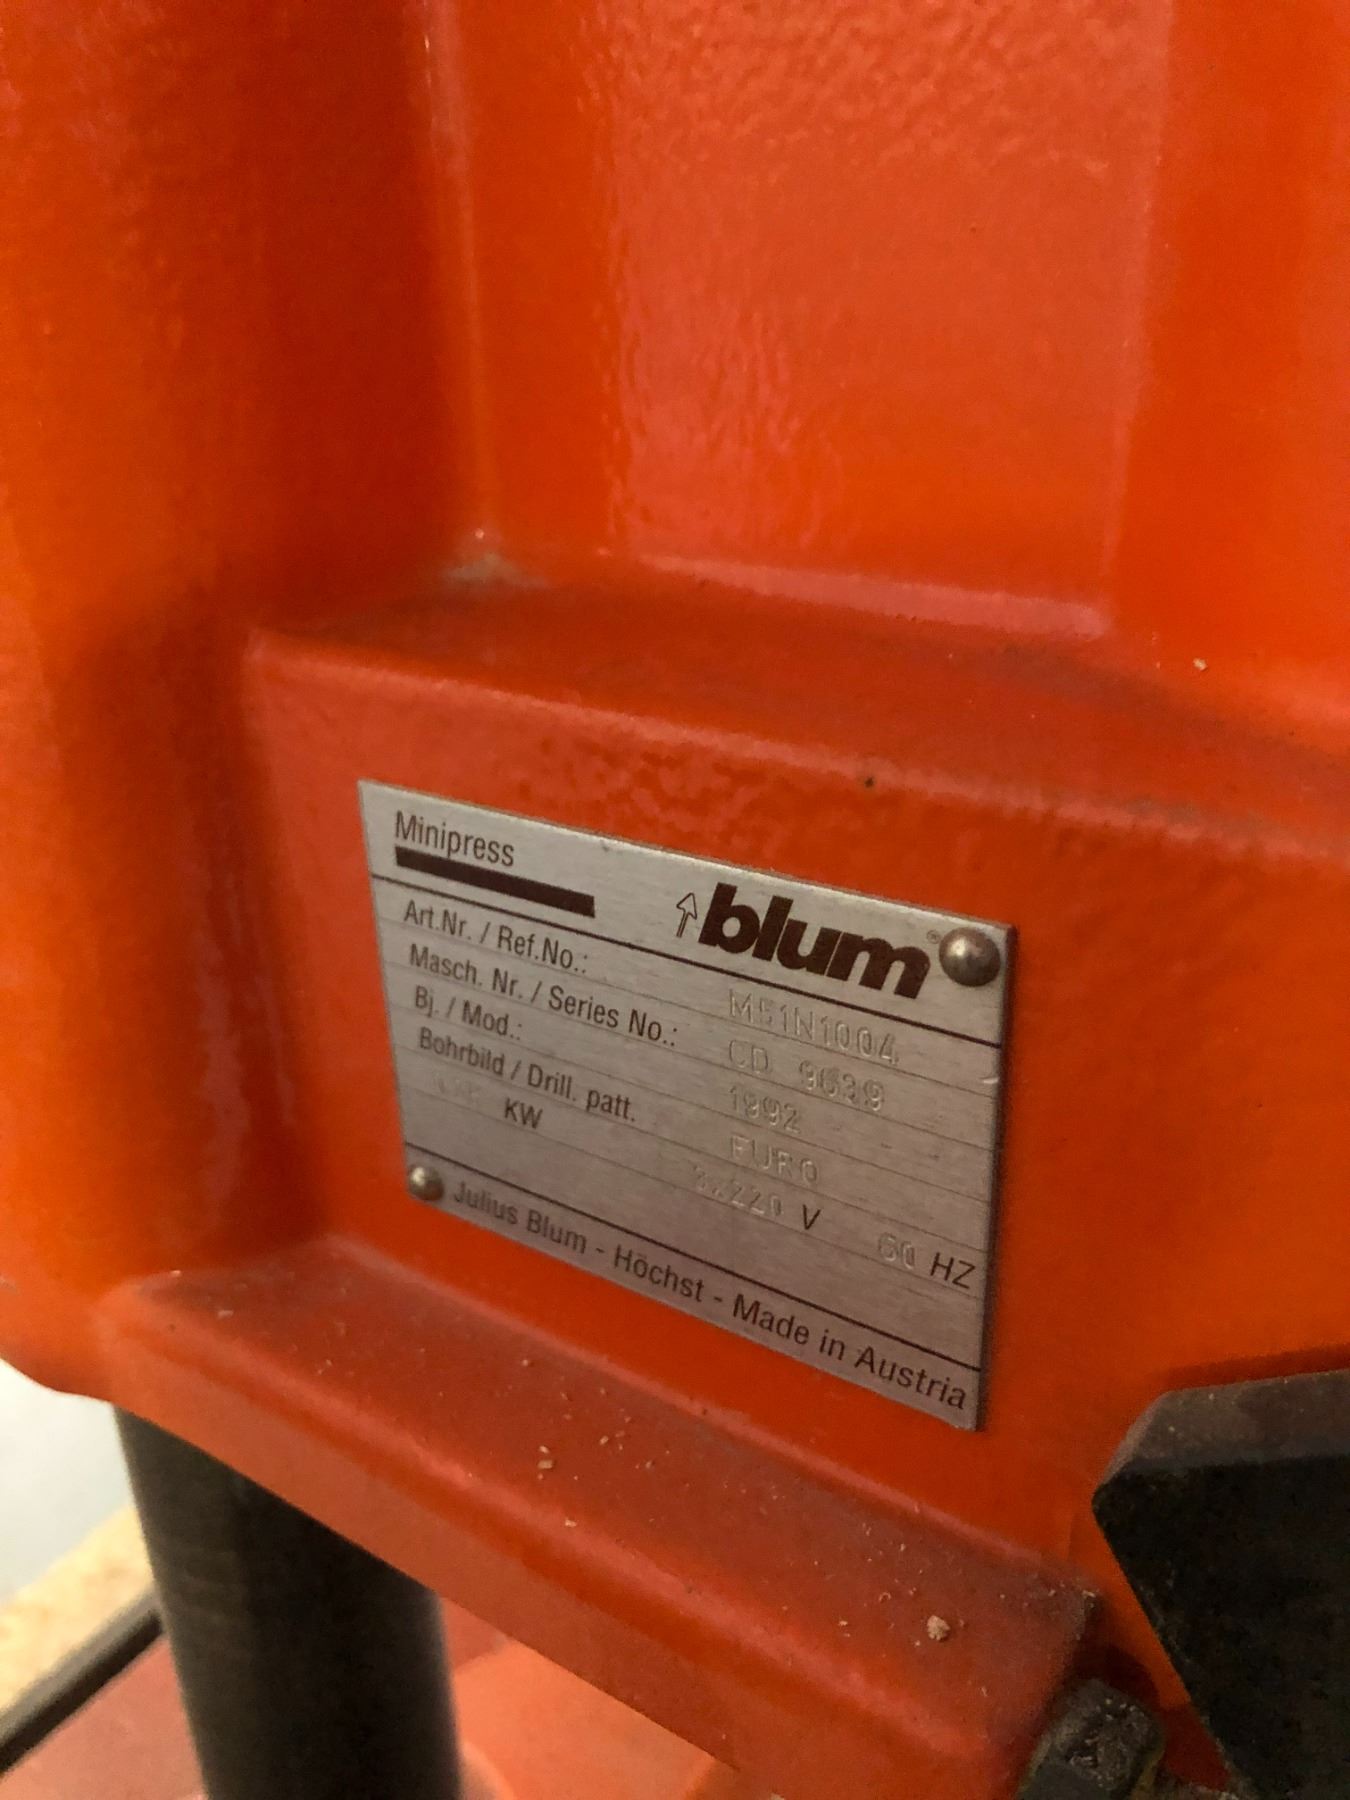 Minipress
blum®
Art.Nr. / Ref.No.: M51N1004
Masch. Nr. / Series No.: CD 9639
Bj. / Mod.: 1992
Bohrbild / Drill. patt. EURO
KW 3x220 V 60 HZ
Julius Blum - Höchst - Made in Austria